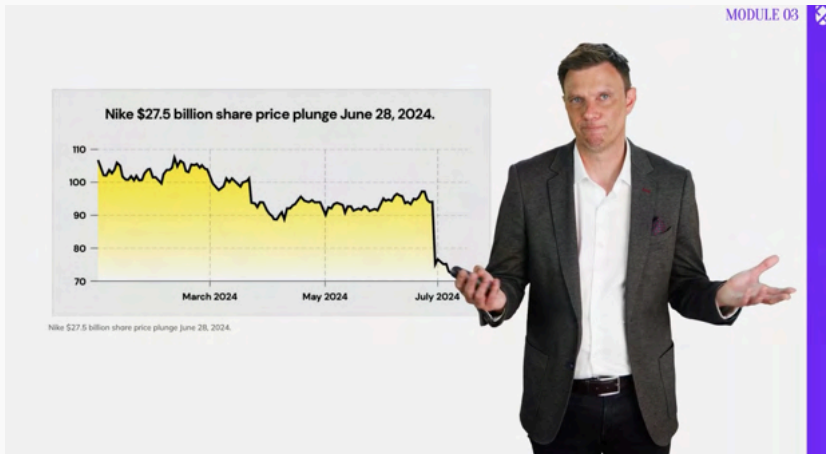 MODULE 03
Nike $27.5 billion share price plunge June 28, 2024.
110
100
90
80
70
March 2024 May 2024 July 2024
Nike $27.5 billion share price plunge June 28, 2024.